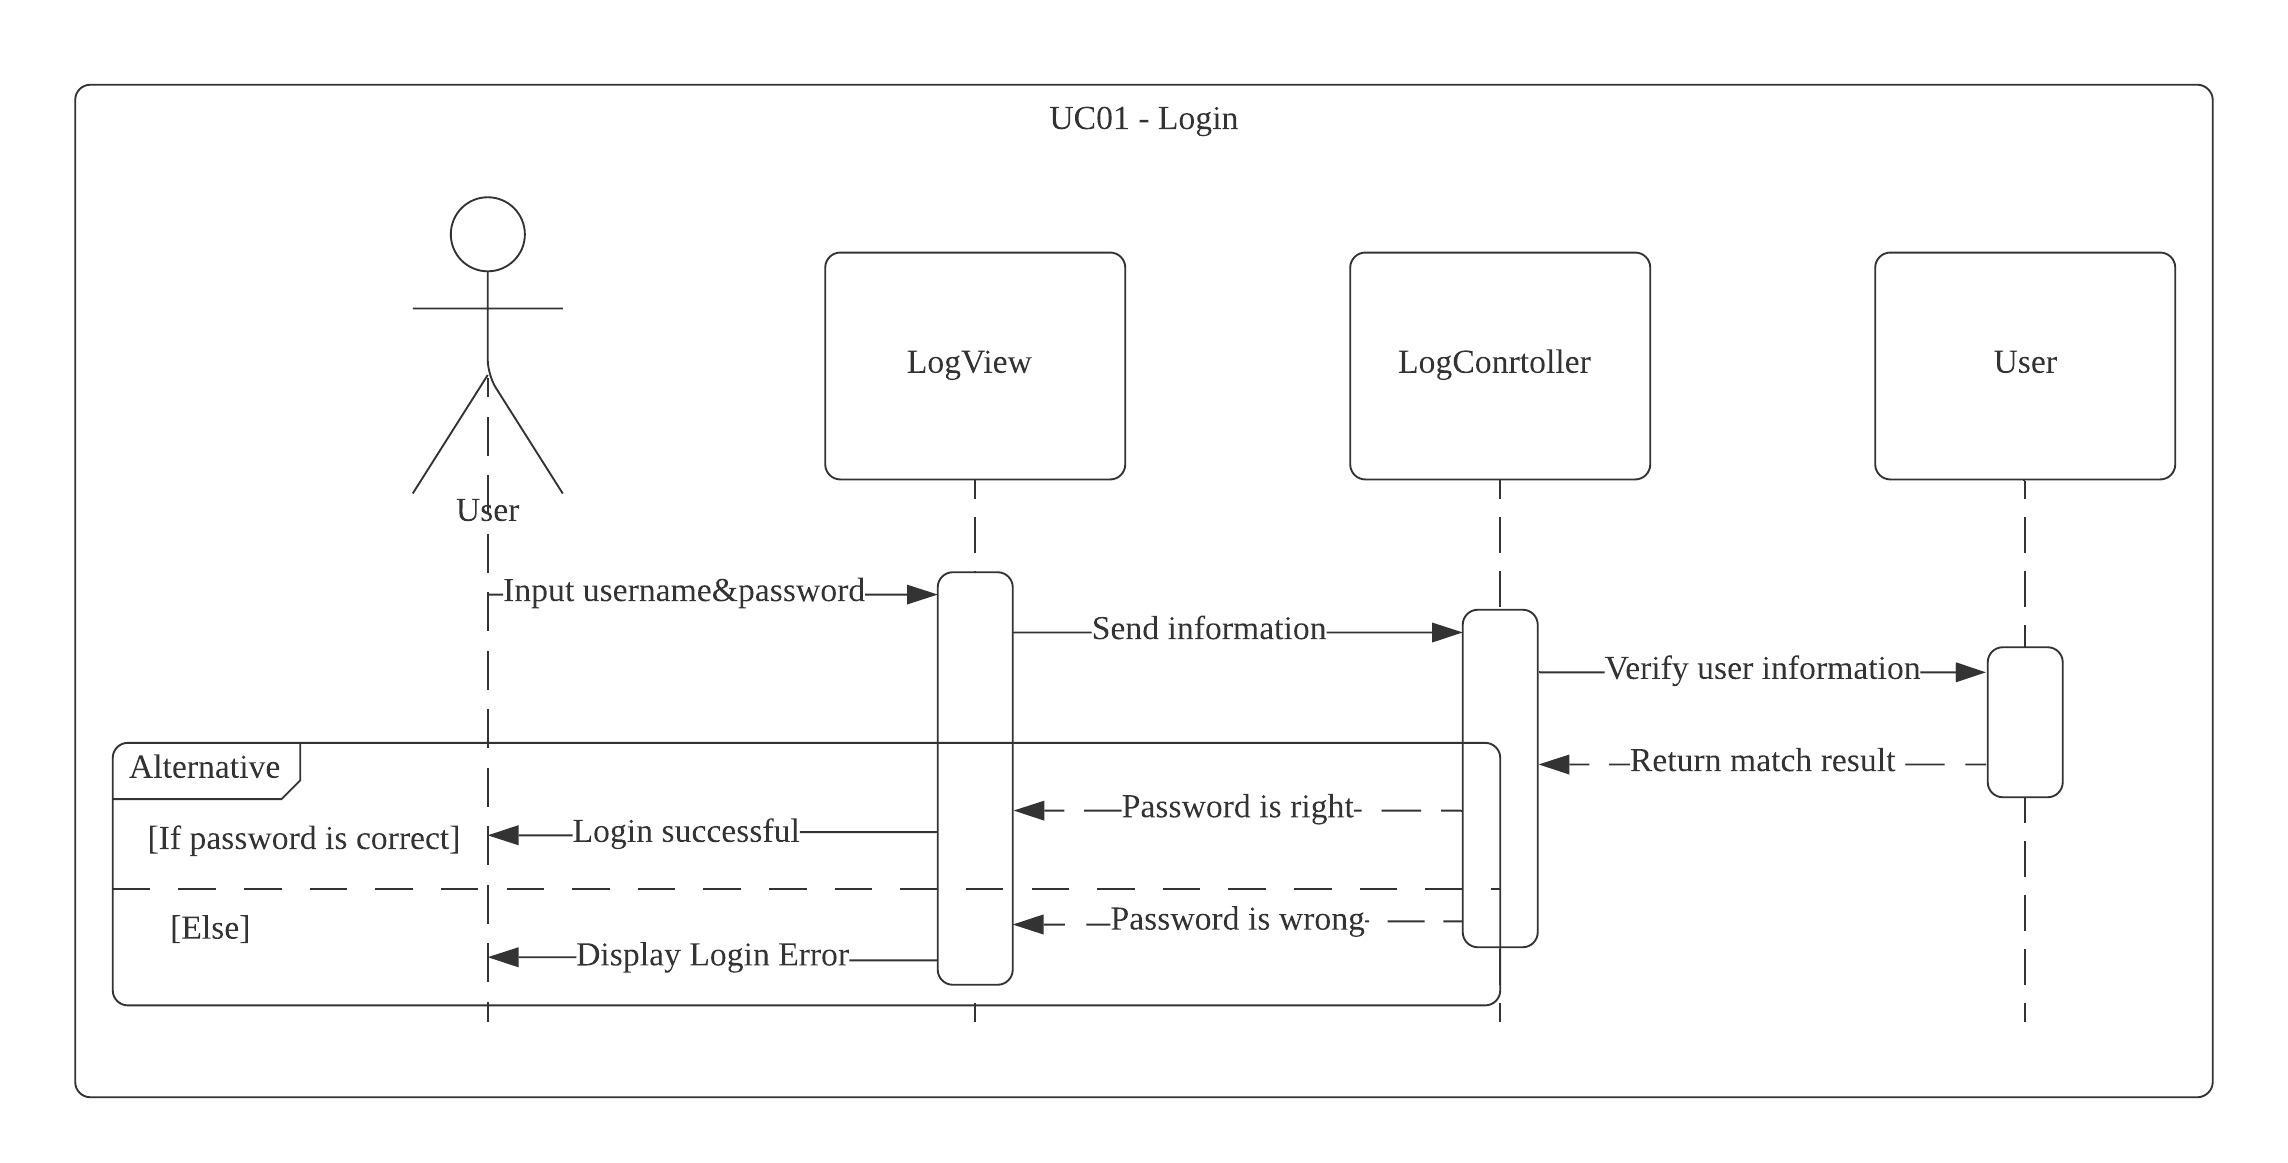 UC01 - Login
User
LogView
LogConrtoller
User
Input username&password
Send information
Verify user information
Return match result
Alternative
Password is right
[If password is correct]
Login successful
[Else]
Password is wrong
Display Login Error